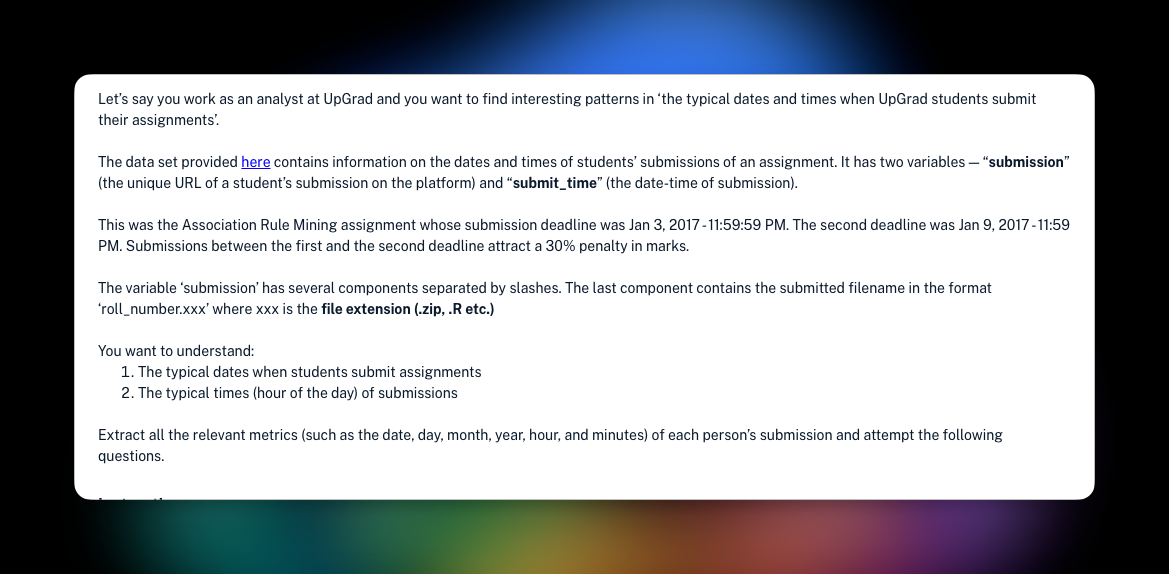 Let’s say you work as an analyst at UpGrad and you want to find interesting patterns in ‘the typical dates and times when UpGrad students submit
their assignments’.
The data set provided here contains information on the dates and times of students’ submissions of an assignment. It has two variables — “submission”
(the unique URL of a student’s submission on the platform) and “submit_time” (the date-time of submission).
This was the Association Rule Mining assignment whose submission deadline was Jan 3, 2017 - 11:59:59 PM. The second deadline was Jan 9, 2017 - 11:59
PM. Submissions between the first and the second deadline attract a 30% penalty in marks.
The variable ‘submission’ has several components separated by slashes. The last component contains the submitted filename in the format
‘roll_number.xxx’ where xxx is the file extension (.zip, .R etc.)
You want to understand:
1. The typical dates when students submit assignments
2. The typical times (hour of the day) of submissions
Extract all the relevant metrics (such as the date, day, month, year, hour, and minutes) of each person’s submission and attempt the following
questions.